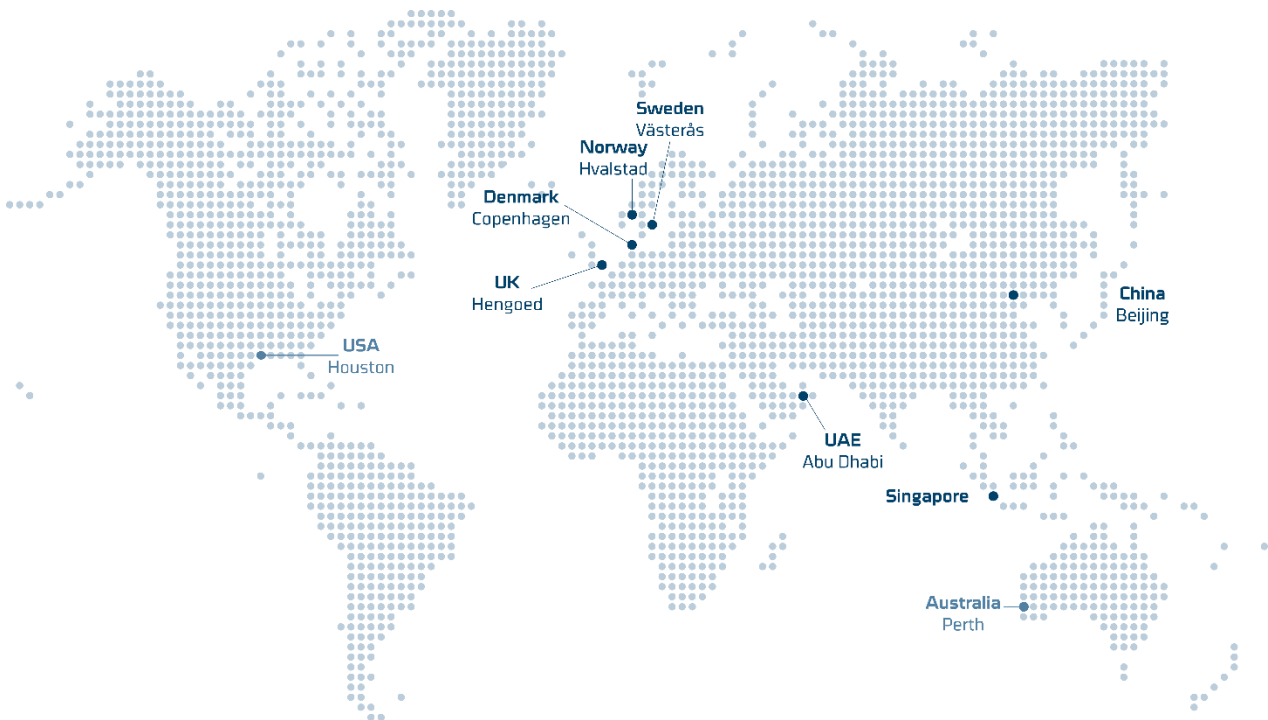 Sweden
Västerås
Norway
Hvalstad
Denmark
Copenhagen
UK
Hengoed
China
Beijing
USA
Houston
UAE
Abu Dhabi
Singapore
Australia
Perth